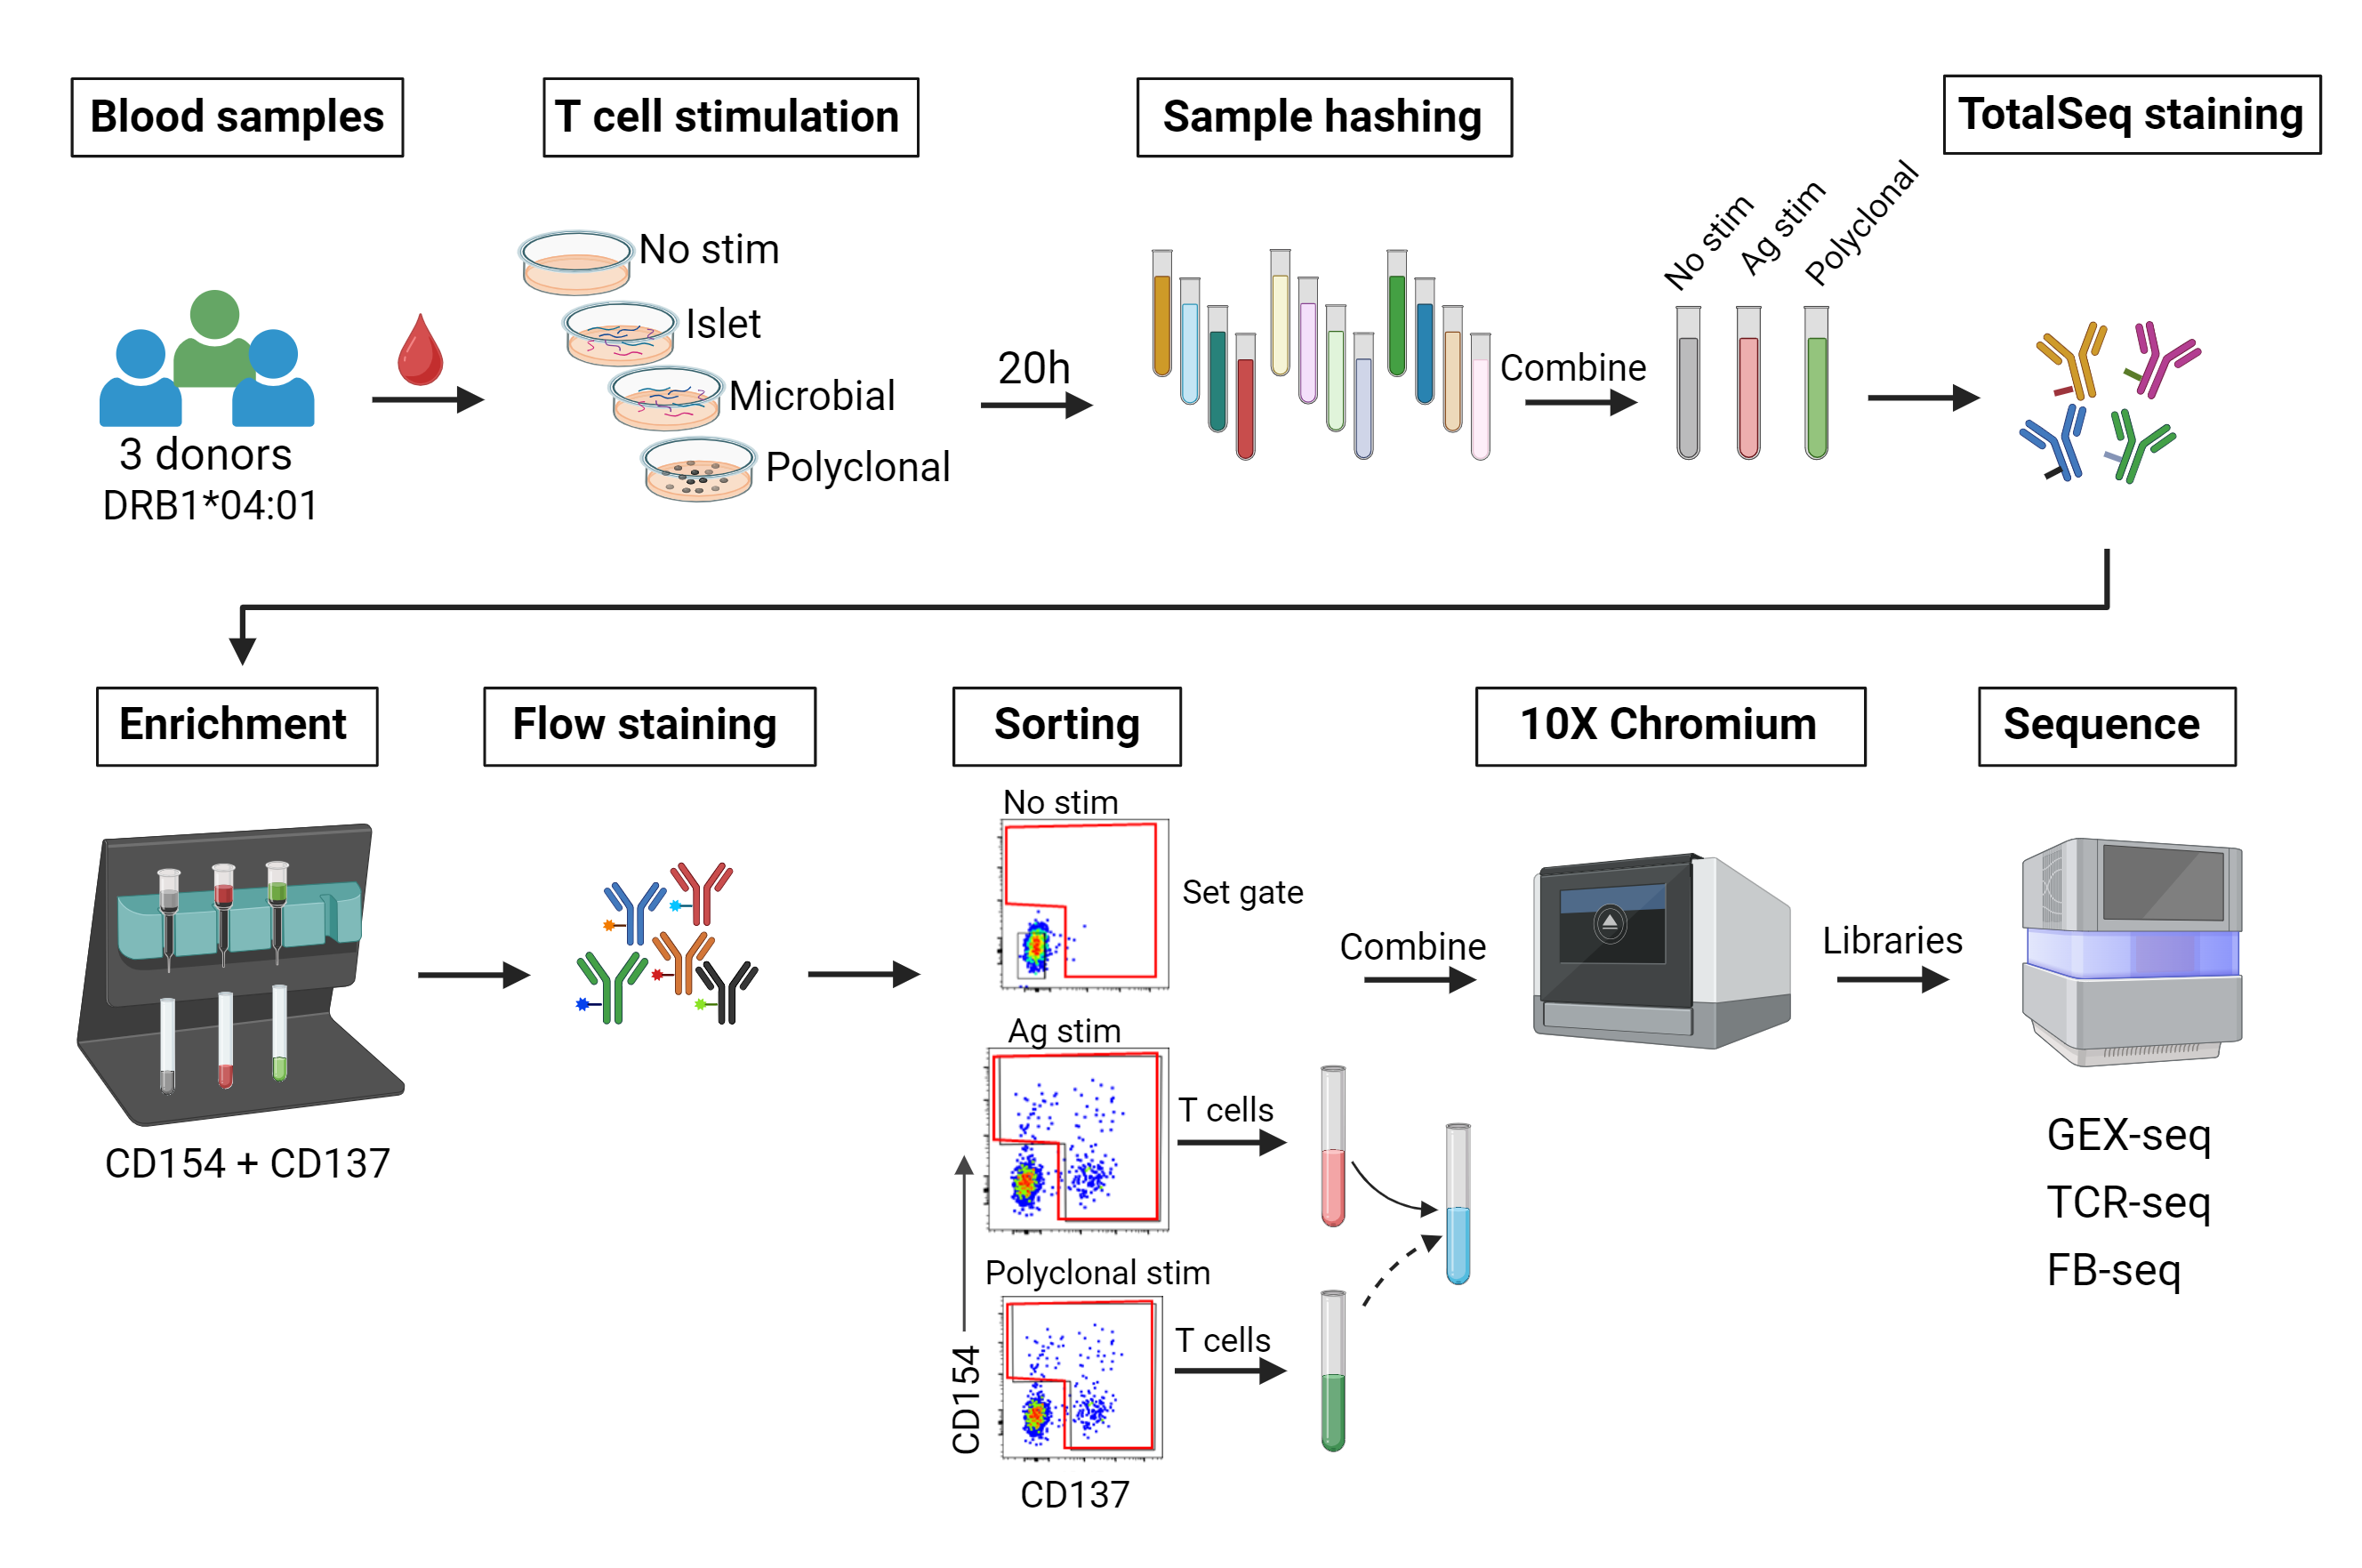 Blood samples
T cell stimulation
Sample hashing
TotalSeq staining
3 donors
DRB1*04:01
No stim
Islet
Microbial
Polyclonal
20h
Combine
No stim
Ag stim
Polyclonal
Enrichment
Flow staining
Sorting
10X Chromium
Sequence
CD154 + CD137
No stim
Set gate
Ag stim
T cells
Polyclonal stim
T cells
CD154
CD137
Combine
Libraries
GEX-seq
TCR-seq
FB-seq